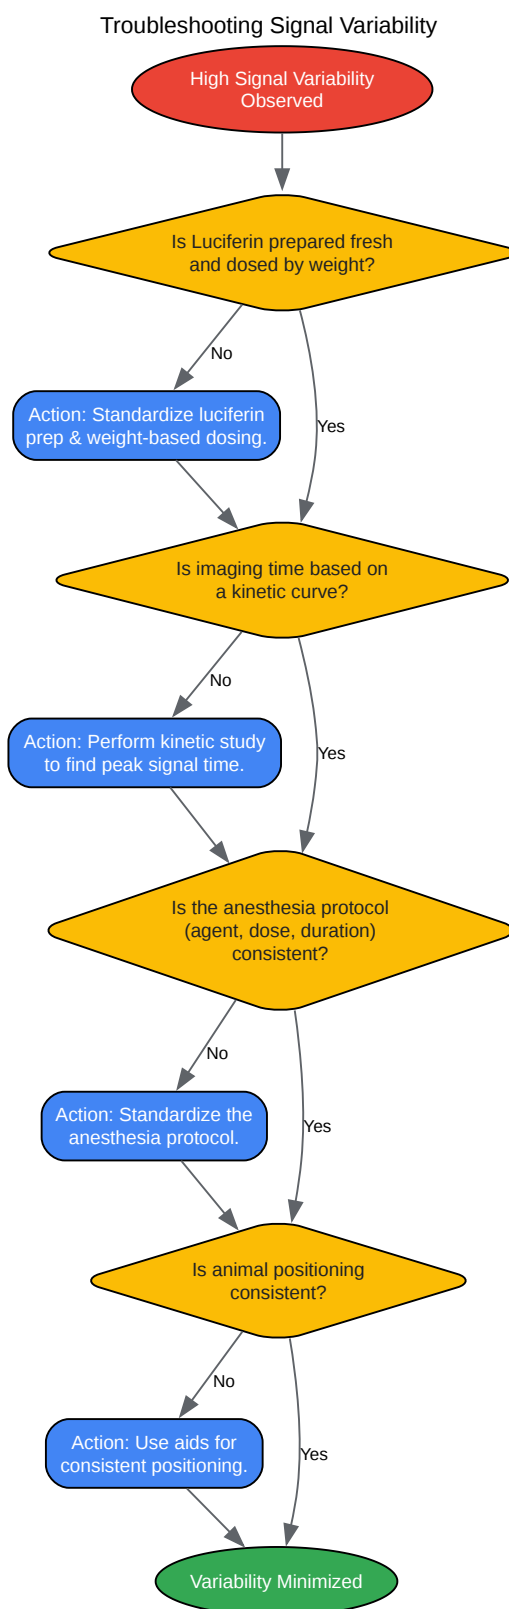 Troubleshooting Signal Variability
High Signal Variability
Observed
Is Luciferin prepared fresh
and dosed by weight?
No
Yes
Action: Standardize luciferin
prep & weight-based dosing.
Is imaging time based on
a kinetic curve?
No
Yes
Action: Perform kinetic study
to find peak signal time.
Is the anesthesia protocol
(agent, dose, duration)
consistent?
No
Yes
Action: Standardize the
anesthesia protocol.
Is animal positioning
consistent?
No
Yes
Action: Use aids for
consistent positioning.
Variability Minimized